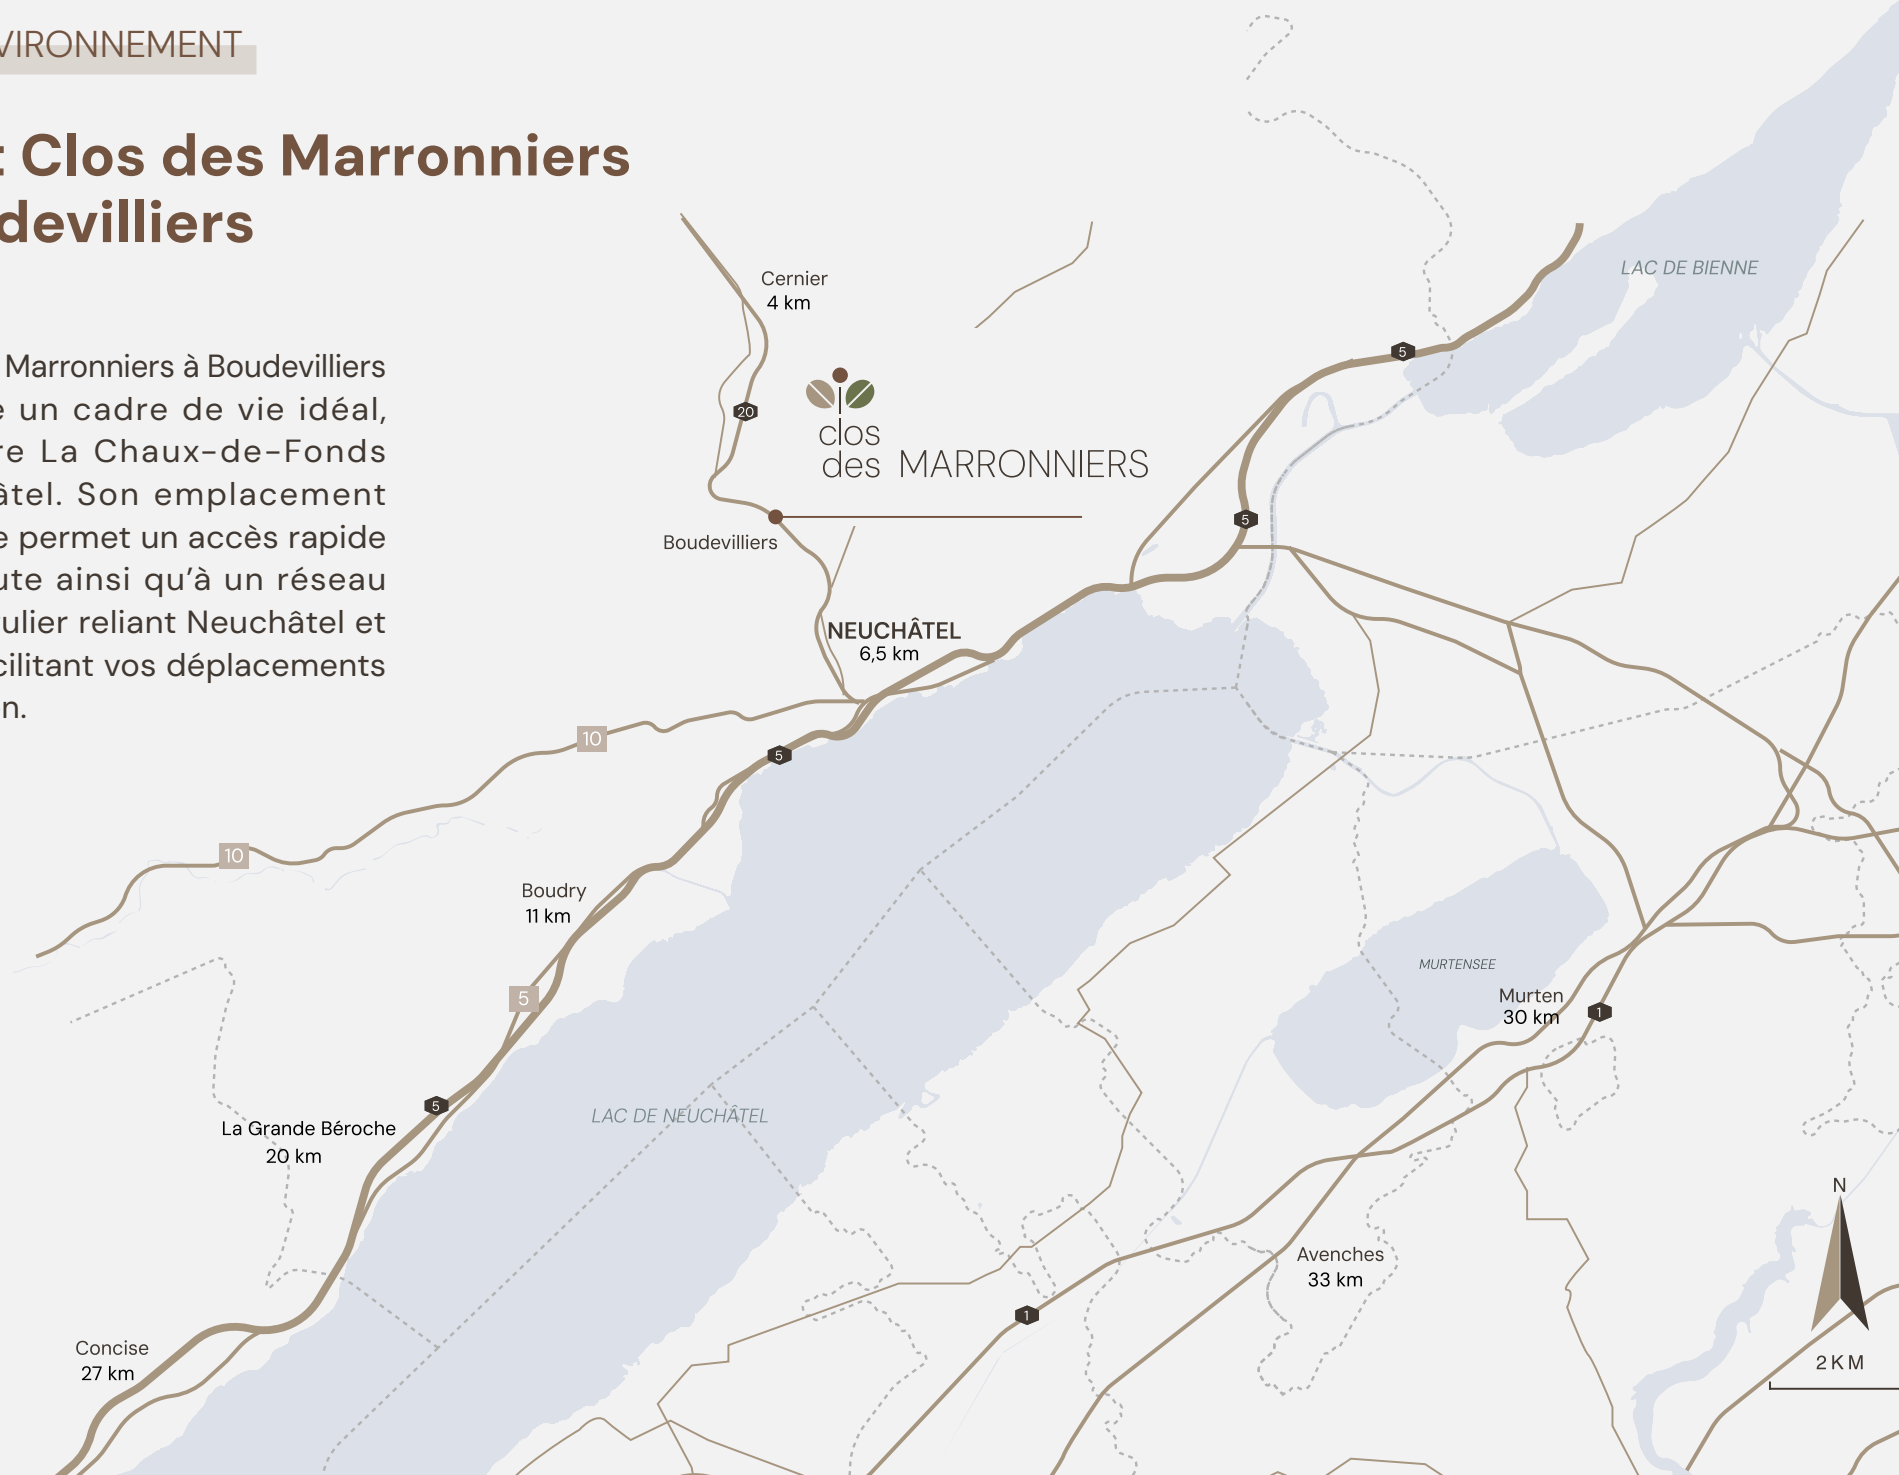 VIRONNEMENT
t Clos des Marronniers
devilliers
Marronniers à Boudevilliers
e un cadre de vie idéal,
re La Chaux-de-Fonds
âtel. Son emplacement
e permet un accès rapide
ute ainsi qu'à un réseau
ulier reliant Neuchâtel et
cilitant vos déplacements
n.
Cernier
4 km
20
clos
des MARRONNIERS
Boudevilliers
NEUCHÂTEL
6,5 km
LAC DE BIENNE
5
5
10
5
10
Boudry
11 km
5
5
La Grande Béroche
20 km
LAC DE NEUCHÂTEL
MURTENSEE
Murten
30 km
1
Avenches
33 km
1
Concise
27 km
N
2 KM